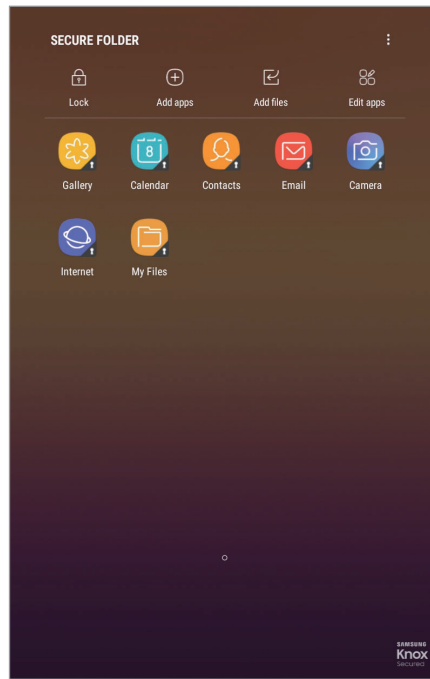 SECURE FOLDER
Lock
Add apps
Add files
Edit apps
8
Gallery
Calendar
Contacts
Email
Camera
Internet
My Files
SAMSUNG
Knox
Secured